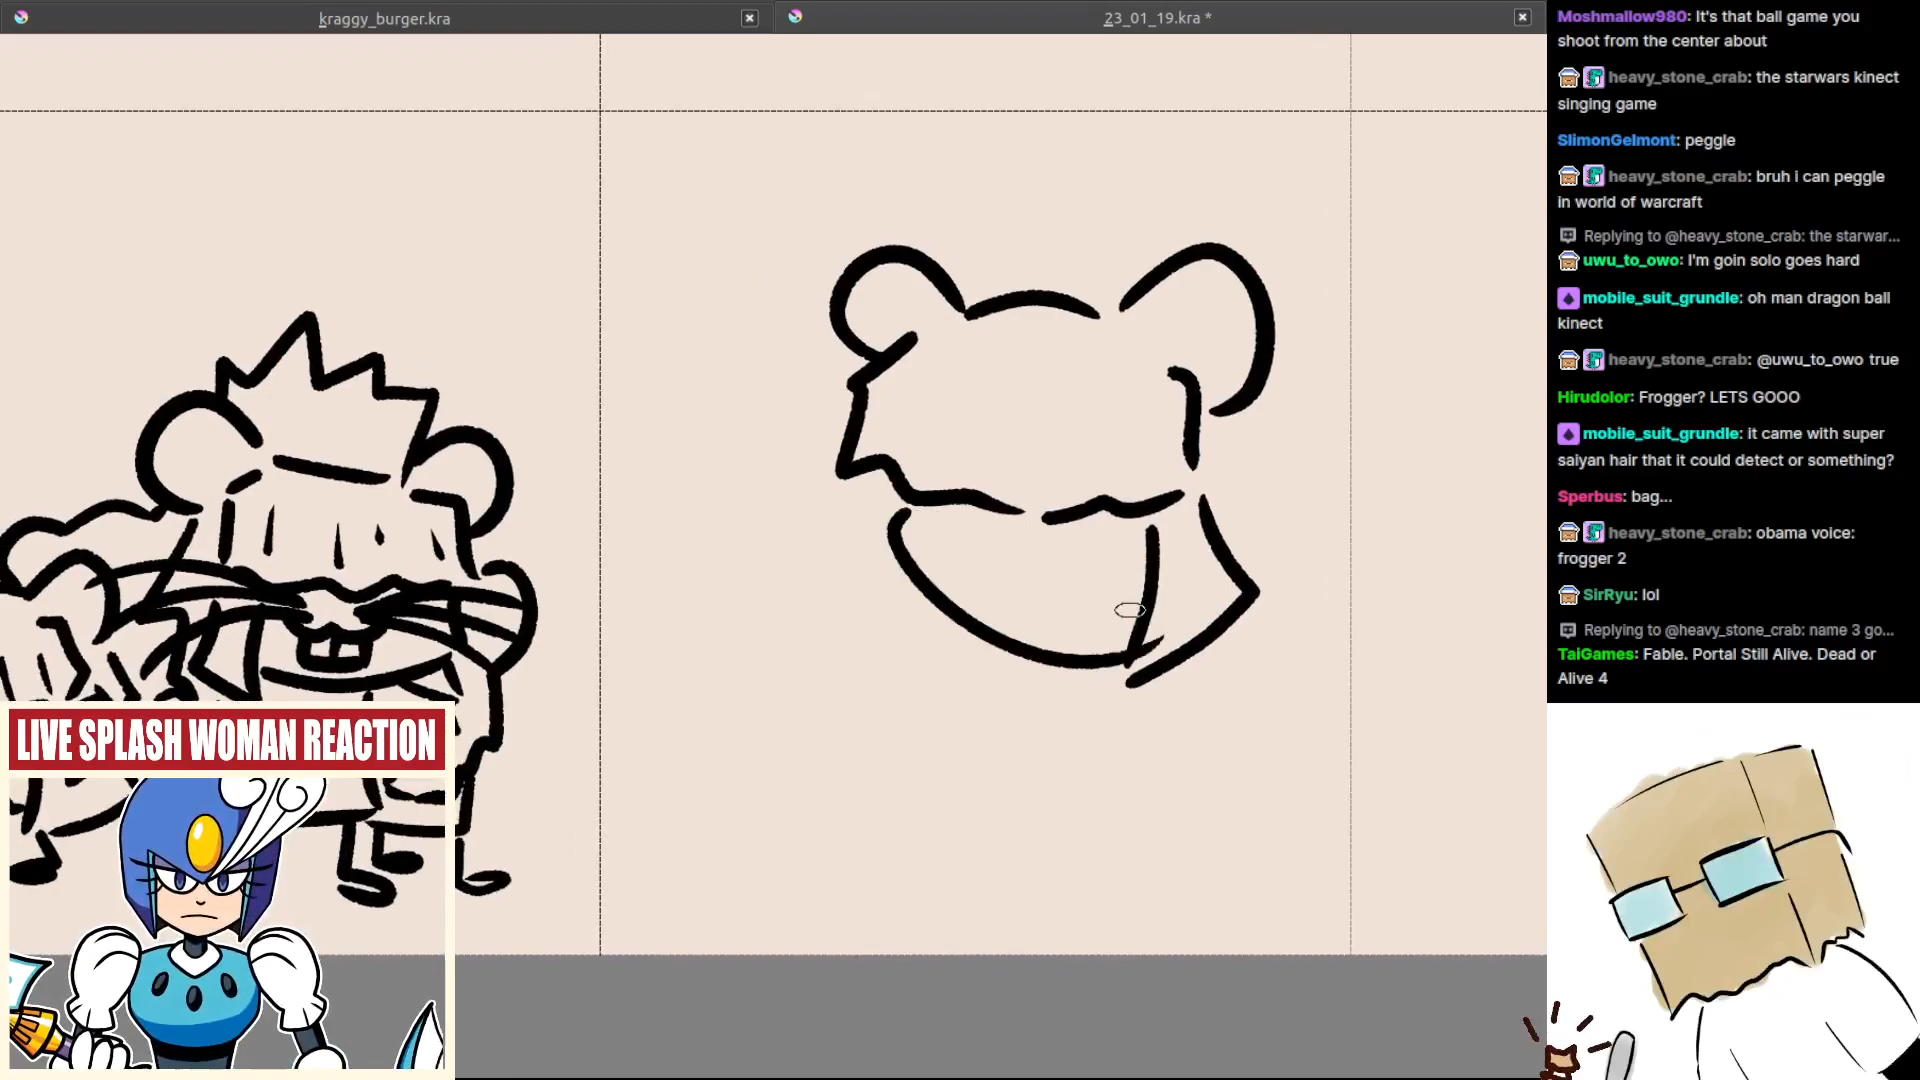 kraggy_burger.kra
23_01_19.kra *
Moshmallow980: It's that ball game you
shoot from the center about
heavy_stone_crab: the starwars kinect
singing game
SlimonGelmont: peggle
heavy_stone_crab: bruh i can peggle
in world of warcraft
Replying to @heavy_stone_crab: the starwar...
uwu_to_owo: I'm goin solo goes hard
mobile_suit_grundle: oh man dragon ball
kinect
heavy_stone_crab: @uwu_to_owo true
Hirudolor: Frogger? LETS GOOO
mobile_suit_grundle: it came with super
saiyan hair that it could detect or something?
Sperbus: bag...
heavy_stone_crab: obama voice:
frogger 2
SirRyu: lol
Replying to @heavy_stone_crab: name 3 go...
TaiGames: Fable. Portal Still Alive. Dead or
Alive 4
LIVE SPLASH WOMAN REACTION